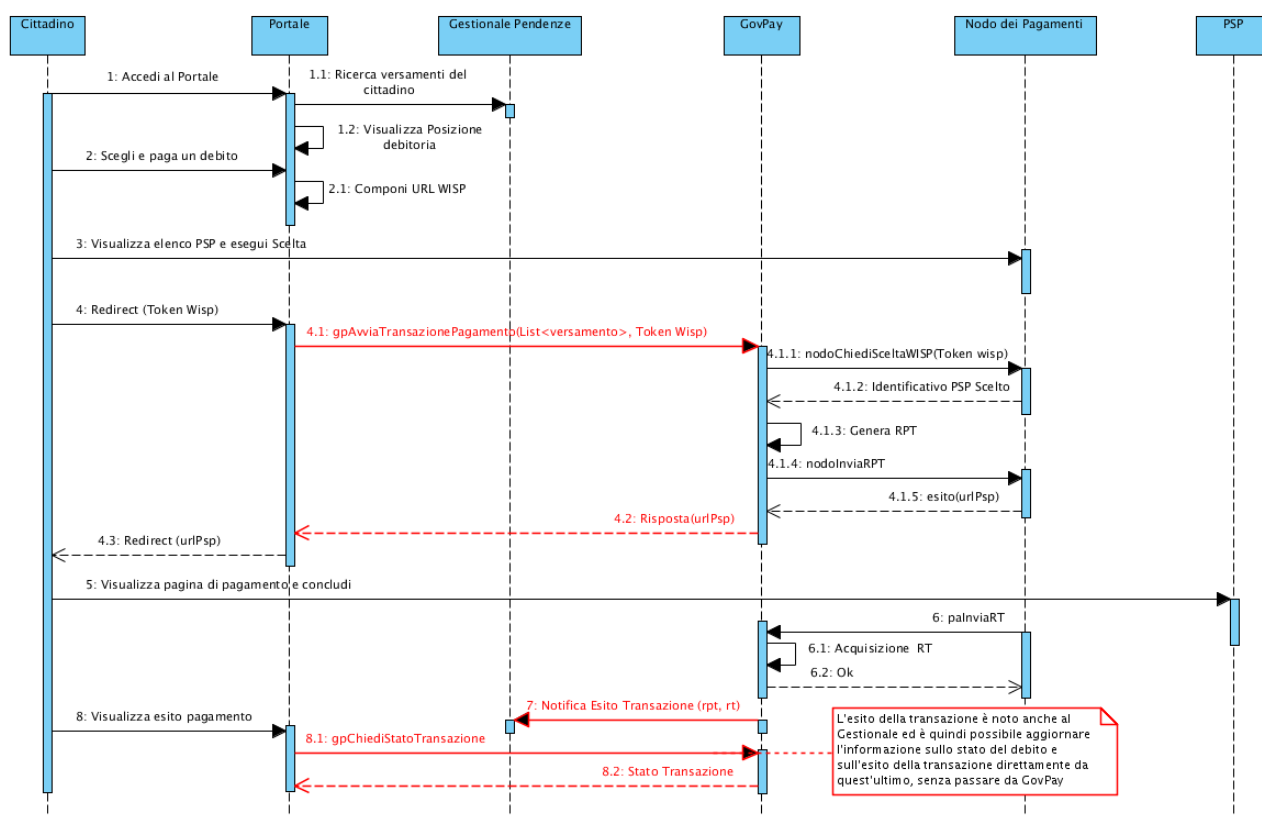 Cittadino
Portale
Gestionale Pendenze
GovPay
Nodo dei Pagamenti
PSP
1: Accedi al Portale
1.1: Ricerca versamenti del
cittadino
1.2: Visualizza Posizione
debitoria
2: Scegli e paga un debito
2.1: Componi URL WISP
3: Visualizza elenco PSP e esegui Scelta
4: Redirect (Token Wisp)
4.1: gpAvviaTransazionePagamento(List<versamento>, Token Wisp)
4.1.1: nodoChiediSceltaWISP(Token wisp)
4.1.2: Identificativo PSP Scelto
4.1.3: Genera RPT
4.1.4: nodoInviaRPT
4.1.5: esito(urlPsp)
4.2: Risposta(urlPsp)
4.3: Redirect (urlPsp)
5: Visualizza pagina di pagamento e concludi
6: paInviaRT
6.1: Acquisizione RT
6.2: Ok
7: Notifica Esito Transazione (rpt, rt)
8: Visualizza esito pagamento
8.1: gpChiediStatoTransazione
8.2: Stato Transazione
L'esito della transazione è noto anche al
Gestionale ed è quindi possibile aggiornare
l'informazione sullo stato del debito e
sull'esito della transazione direttamente da
quest'ultimo, senza passare da GovPay